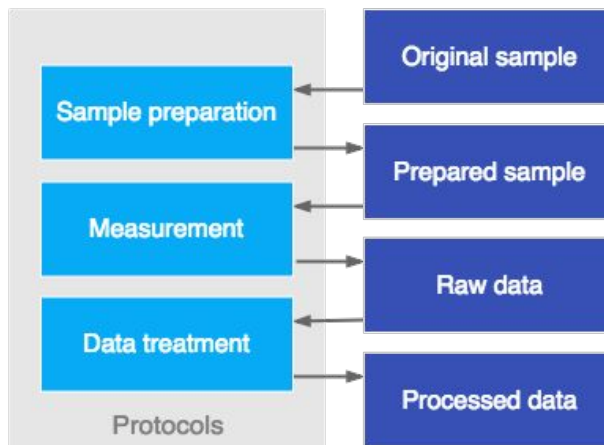 Original sample
Sample preparation
Prepared sample
Measurement
Raw data
Data treatment
Processed data
Protocols